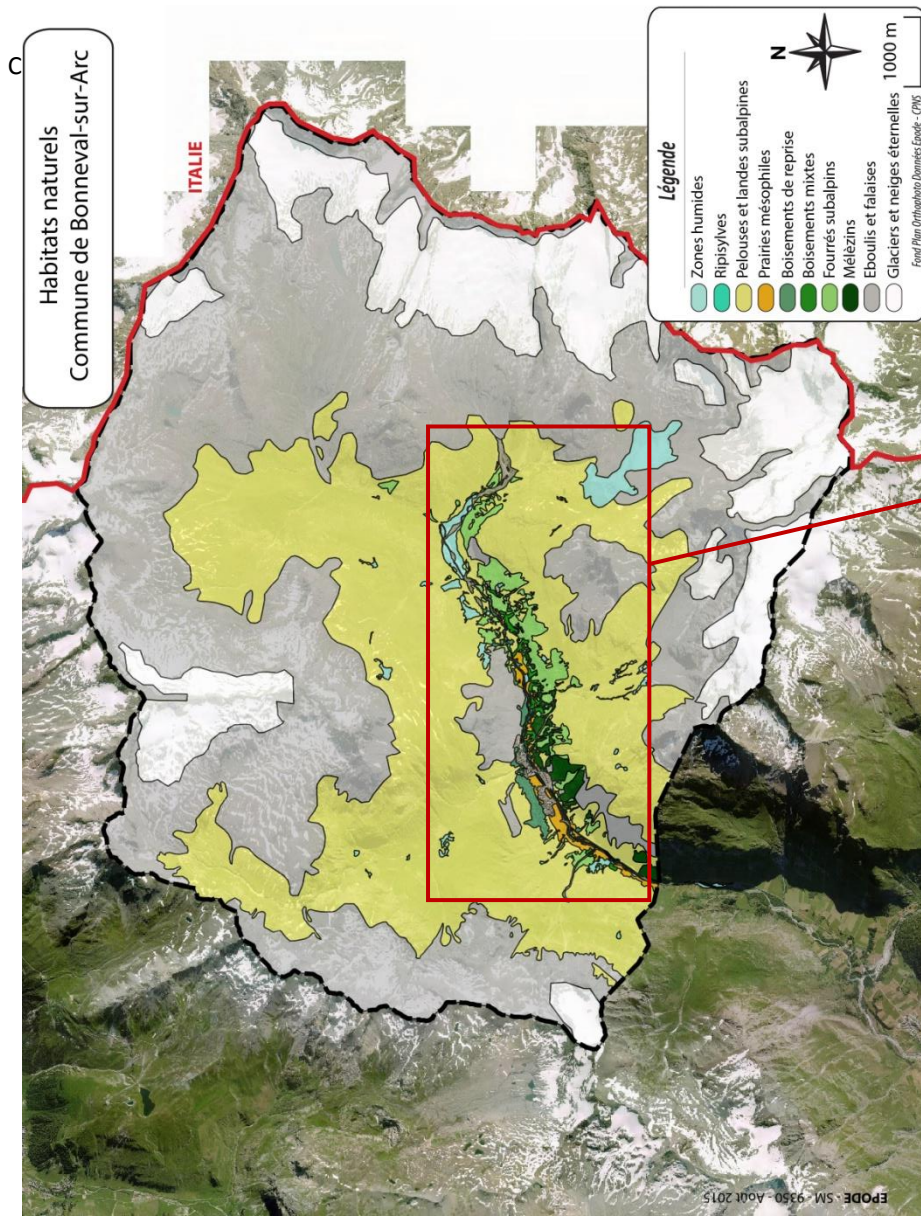 C
Habitats naturels
Commune de Bonneval-sur-Arc
ITALIE
Légende
Zones humides
Ripisylves
Pelouses et landes subalpines
Prairies mésophiles
Boisements de reprise
Boisements mixtes
Fourrés subalpins
Mélézins
Eboulis et falaises
Glaciers et neiges éternelles
N
1000 m
Fond Plan Orthophoto Données Epode - CPNS
EPODE - SM - 9350 - Août 2015